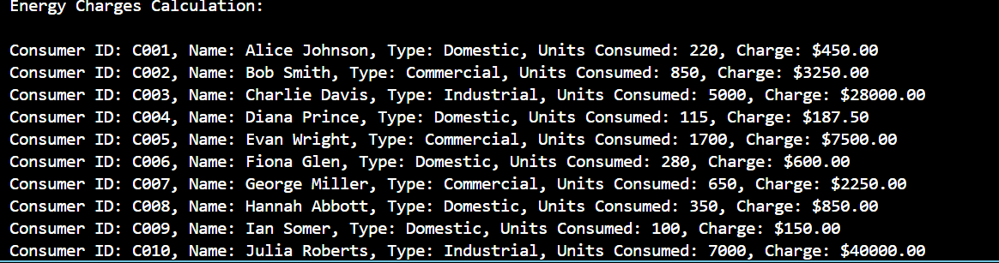 Energy Charges Calculation:
Consumer ID: C001, Name: Alice Johnson, Type: Domestic, Units Consumed: 220, Charge: $450.00
Consumer ID: C002, Name: Bob Smith, Type: Commercial, Units Consumed: 850, Charge: $3250.00
Consumer ID: C003, Name: Charlie Davis, Type: Industrial, Units Consumed: 5000, Charge: $28000.00
Consumer ID: C004, Name: Diana Prince, Type: Domestic, Units Consumed: 115, Charge: $187.50
Consumer ID: C005, Name: Evan Wright, Type: Commercial, Units Consumed: 1700, Charge: $7500.00
Consumer ID: C006, Name: Fiona Glen, Type: Domestic, Units Consumed: 280, Charge: $600.00
Consumer ID: C007, Name: George Miller, Type: Commercial, Units Consumed: 650, Charge: $2250.00
Consumer ID: C008, Name: Hannah Abbott, Type: Domestic, Units Consumed: 350, Charge: $850.00
Consumer ID: C009, Name: Ian Somer, Type: Domestic, Units Consumed: 100, Charge: $150.00
Consumer ID: C010, Name: Julia Roberts, Type: Industrial, Units Consumed: 7000, Charge: $40000.00